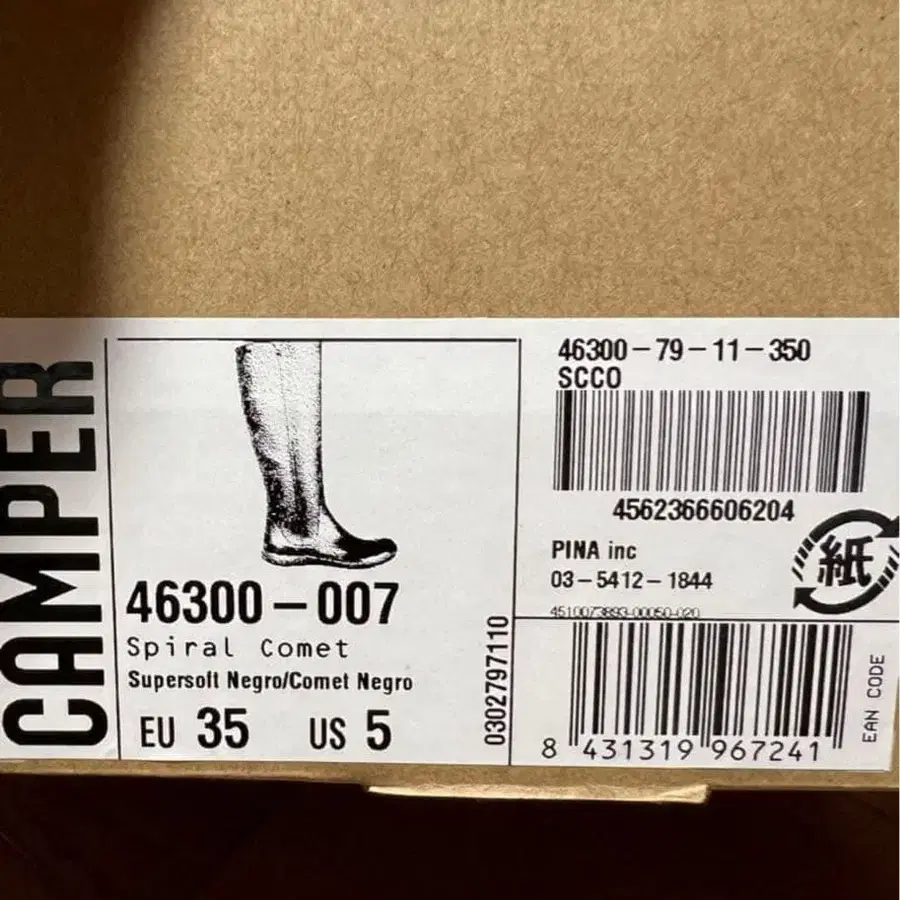 CAMPER
46300-007
Spiral Comet
Supersoft Negro/Comet Negro
EU 35 US 5
0302797110
46300-79-11-350
SCCO
4562366606204
PINA inc
03-5412-1844
紙
8 431319 967241
EAN CODE